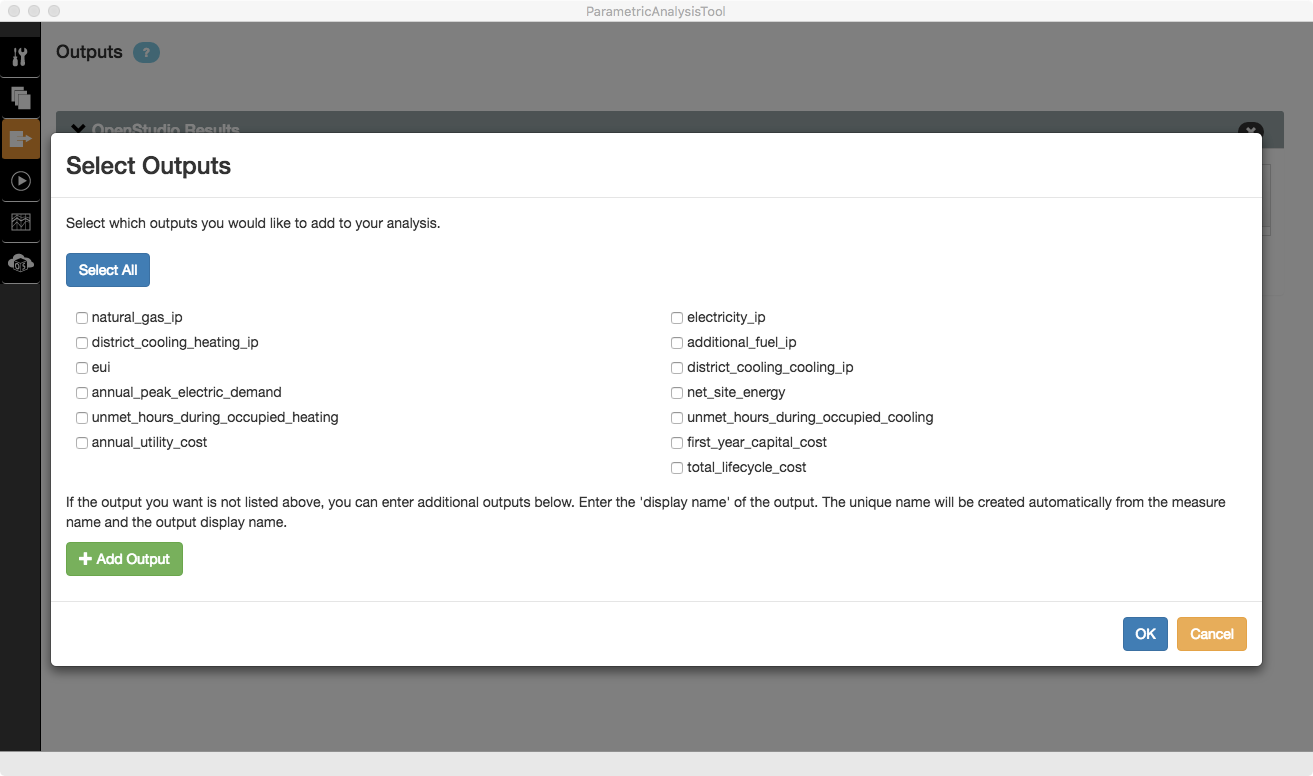 ParametricAnalysisTool
Outputs ?
OpenStudio Results
Select Outputs
Select which outputs you would like to add to your analysis.
Select All
natural_gas_ip
district_cooling_heating_ip
eui
annual_peak_electric_demand
unmet_hours_during_occupied_heating
annual_utility_cost
electricity_ip
additional_fuel_ip
district_cooling_cooling_ip
net_site_energy
unmet_hours_during_occupied_cooling
first_year_capital_cost
total_lifecycle_cost
If the output you want is not listed above, you can enter additional outputs below. Enter the 'display name' of the output. The unique name will be created automatically from the measure
name and the output display name.
Add Output
OK
Cancel